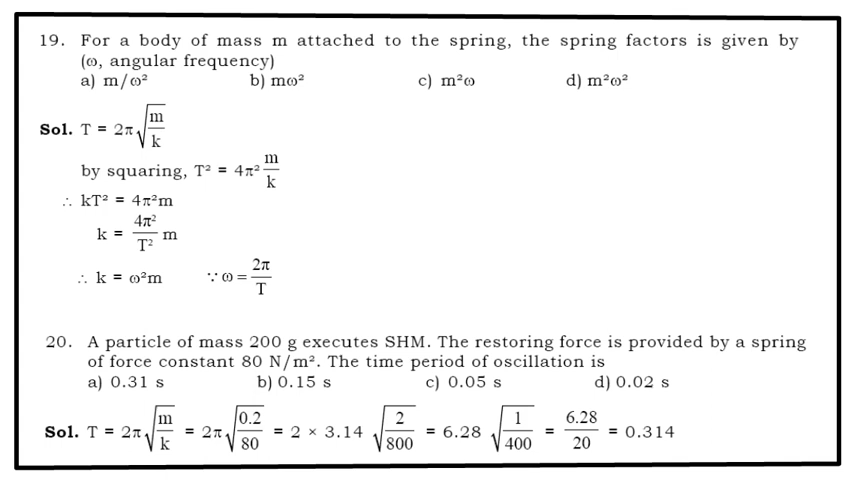 19. For a body of mass m attached to the spring, the spring factors is given by
(ω, angular frequency)
a) m/ω² b) mω² c) m²ω d) m²ω²
Sol. T = 2π√(m/k)
by squaring, T² = 4π² m/k
∴ kT² = 4π²m
k = 4π²/T² m
∴ k = ω²m ∵ ω = 2π/T
20. A particle of mass 200 g executes SHM. The restoring force is provided by a spring
of force constant 80 N/m². The time period of oscillation is
a) 0.31 s b) 0.15 s c) 0.05 s d) 0.02 s
Sol. T = 2π√(m/k) = 2π√(0.2/80) = 2 × 3.14 √(2/800) = 6.28 √(1/400) = 6.28/20 = 0.314